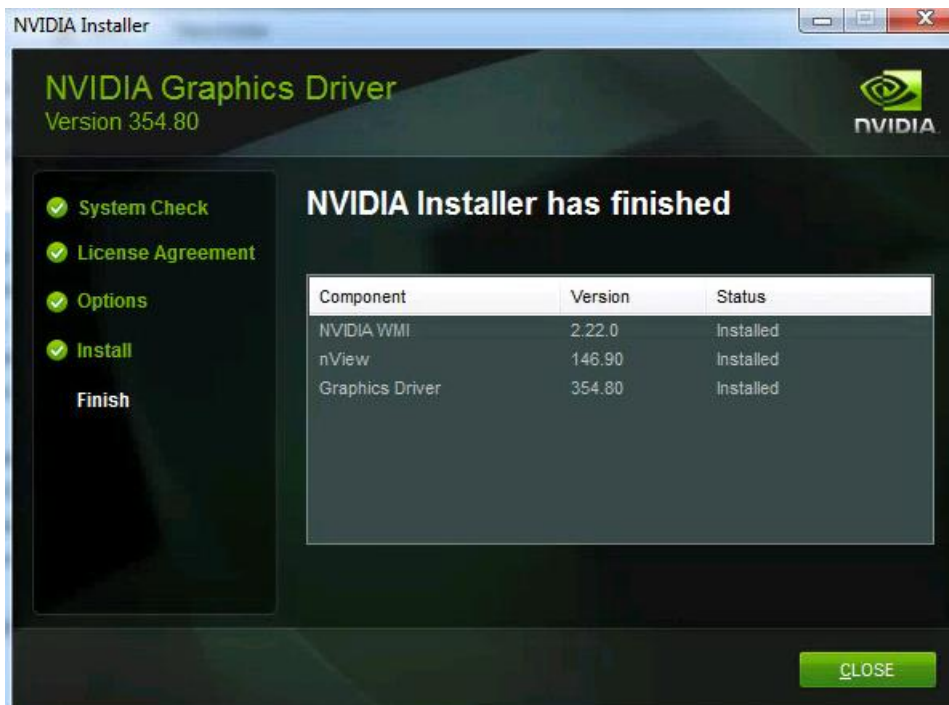 NVIDIA Installer
NVIDIA Graphics Driver
Version 354.80
NVIDIA
System Check
License Agreement
Options
Install
Finish
NVIDIA Installer has finished
Component Version Status
NVIDIA WMI 2.22.0 Installed
nView 146.90 Installed
Graphics Driver 354.80 Installed
CLOSE